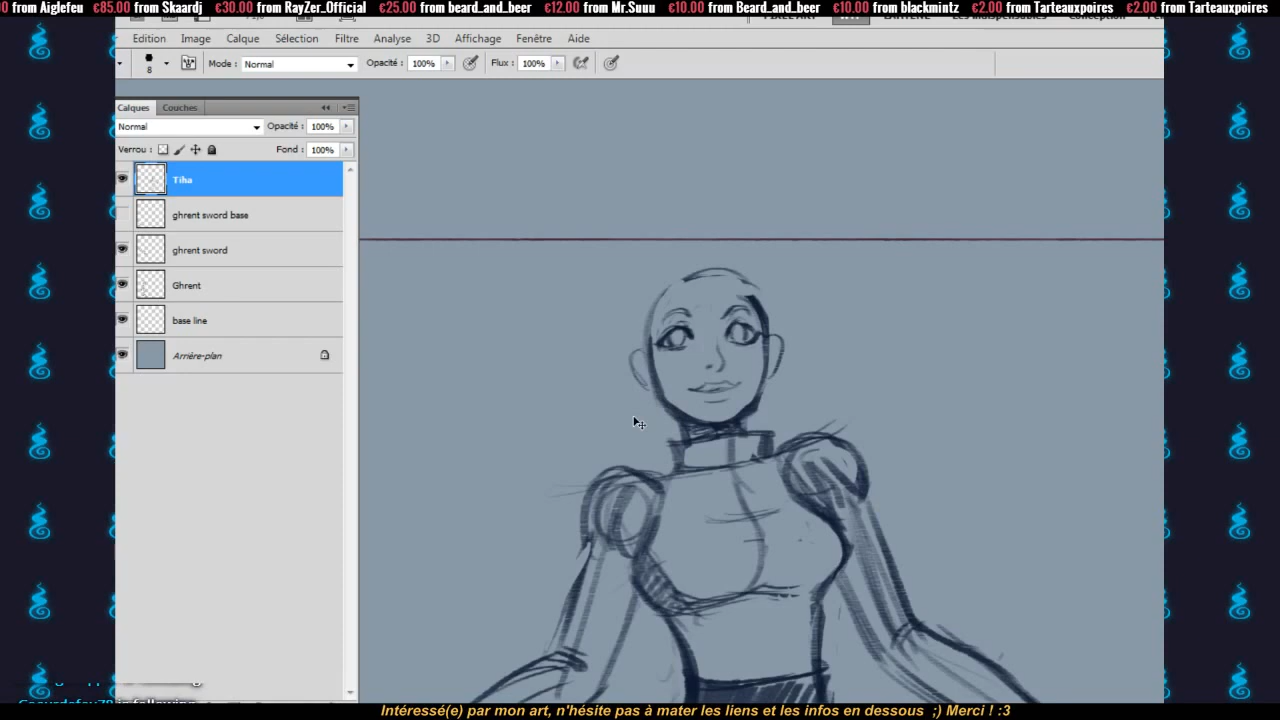 from Aiglefeu €85.00 from Skaardj €30.00 from RayZer_Official €25.00 from beard_and_beer €12.00 from Mr.Suuu €10.00 from Beard_and_beer €10.00 from blackmintz €2.00 from Tarteauxpoires €2.00 from Tarteauxpoires
Edition Image Calque Sélection Filtre Analyse 3D Affichage Fenêtre Aide
8 Mode : Normal Opacité : 100% Flux : 100%
Calques Couches
Normal Opacité : 100%
Verrou : Fond : 100%
Tiha
ghrent sword base
ghrent sword
Ghrent
base line
Arrière-plan
is following
Intéressé(e) par mon art, n'hésite pas à mater les liens et les infos en dessous ;) Merci ! :3